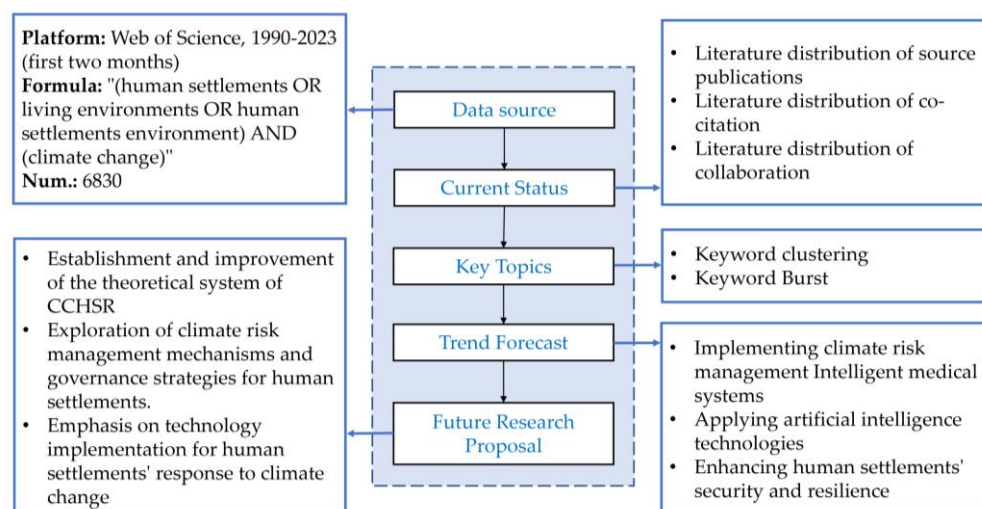 Platform: Web of Science, 1990-2023
(first two months)
Formula: "(human settlements OR
living environments OR human
settlements environment) AND
(climate change)"
Num.: 6830
Data source
• Literature distribution of source
publications
• Literature distribution of co-
citation
• Literature distribution of
collaboration
Current Status
Key Topics
• Keyword clustering
• Keyword Burst
Trend Forecast
• Implementing climate risk
management Intelligent medical
systems
• Applying artificial intelligence
technologies
• Enhancing human settlements'
security and resilience
Future Research
Proposal
• Establishment and improvement
of the theoretical system of
CCHSR
• Exploration of climate risk
management mechanisms and
governance strategies for human
settlements.
• Emphasis on technology
implementation for human
settlements' response to climate
change